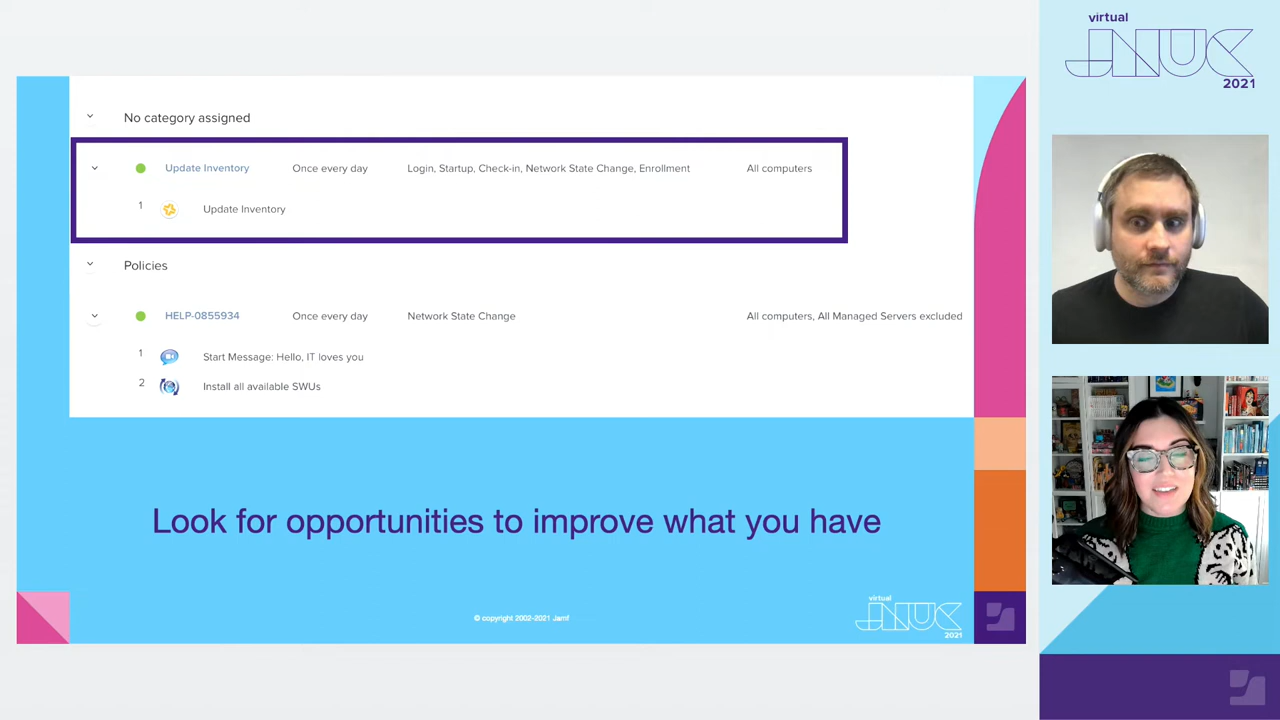 No category assigned
Update Inventory Once every day Login, Startup, Check-in, Network State Change, Enrollment All computers
1 Update Inventory
Policies
HELP-0855934 Once every day Network State Change All computers, All Managed Servers excluded
1 Start Message: Hello, IT loves you
2 Install all available SWUs
Look for opportunities to improve what you have
© copyright 2002-2021 Jamf
virtual
JNUC
2021
virtual
JNUC
2021